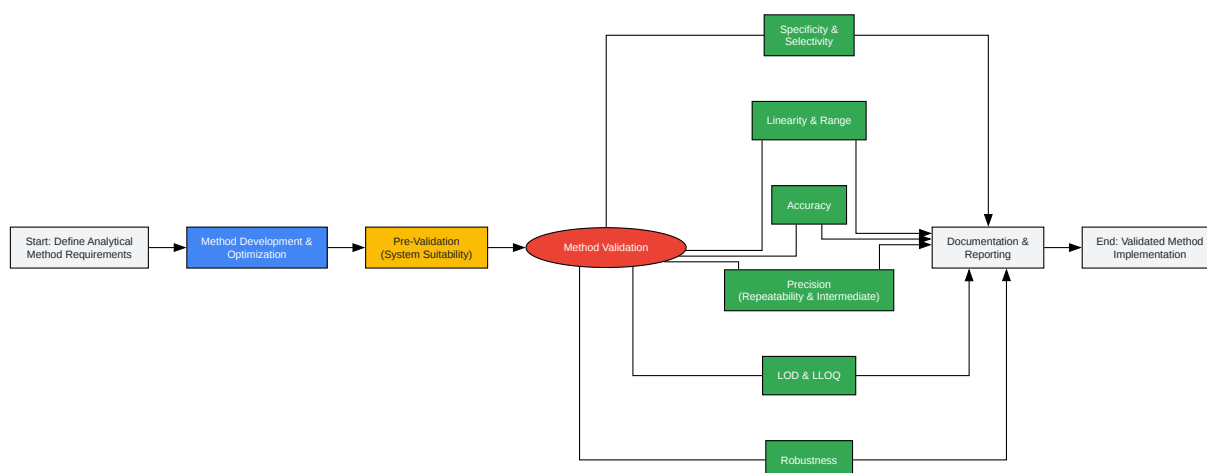 Start: Define Analytical
Method Requirements
Method Development &
Optimization
Pre-Validation
(System Suitability)
Method Validation
Specificity &
Selectivity
Linearity & Range
Accuracy
Precision
(Repeatability & Intermediate)
LOD & LLOQ
Robustness
Documentation &
Reporting
End: Validated Method
Implementation